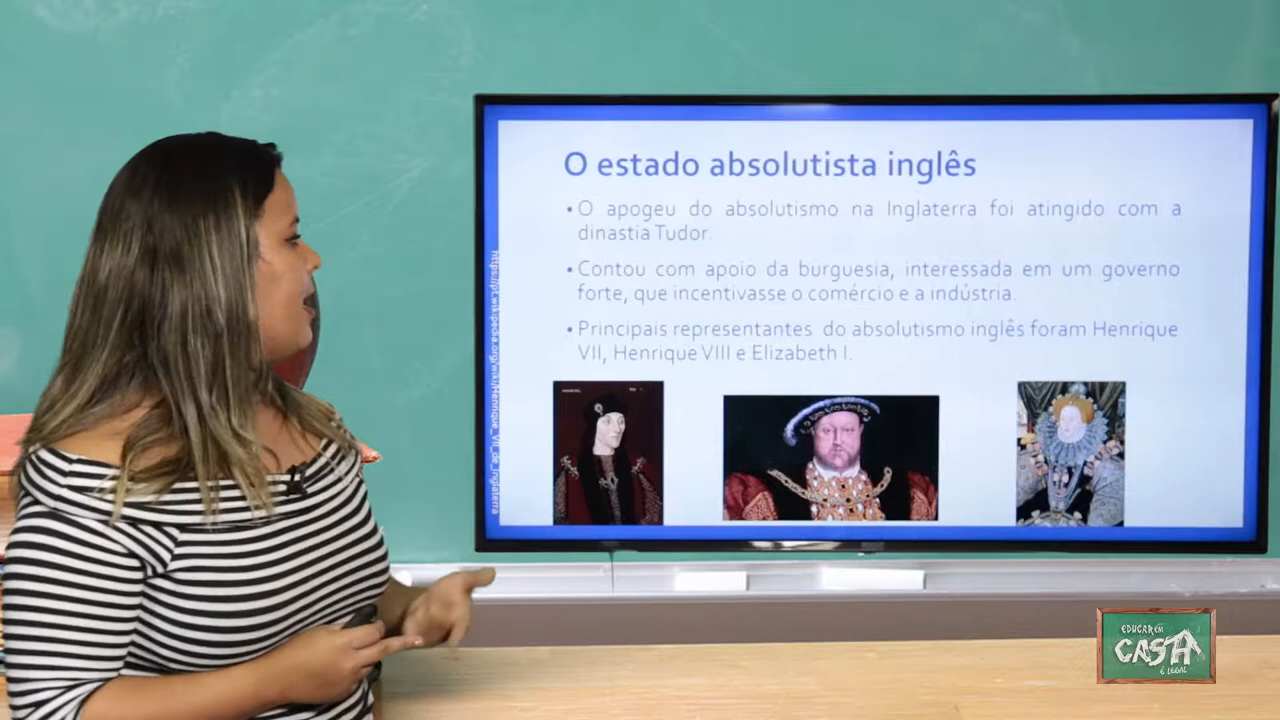 O estado absolutista inglês
•O apogeu do absolutismo na Inglaterra foi atingido com a
dinastia Tudor.
•Contou com apoio da burguesia, interessada em um governo
forte, que incentivasse o comércio e a indústria.
•Principais representantes do absolutismo inglês foram Henrique
VII, Henrique VIII e Elizabeth I.
https://pt.wikipedia.org/wiki/Henrique_VII_de_Inglaterra
EDUCAR EM
CASA
É LEGAL